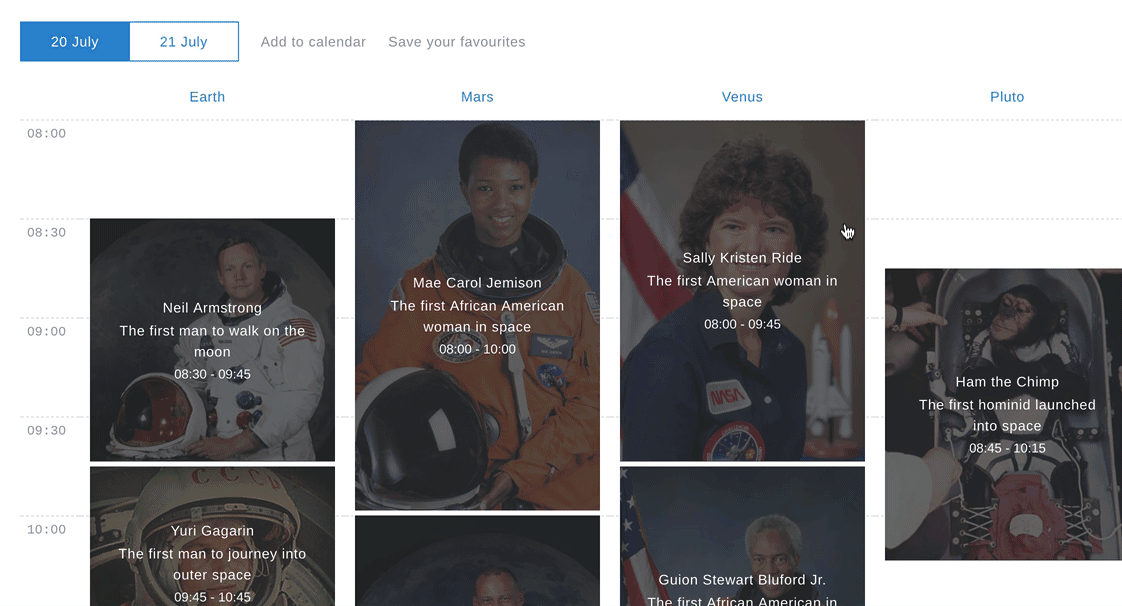 20 July
21 July
Add to calendar
Save your favourites
Earth
Mars
Venus
Pluto
08:00
08:30
09:00
09:30
10:00
Neil Armstrong
The first man to walk on the
moon
08:30 - 09:45
Yuri Gagarin
The first man to journey into
outer space
09:45 - 10:45
CCCP
Mae Carol Jemison
The first African American
woman in space
08:00 - 10:00
Sally Kristen Ride
The first American woman in
space
08:00 - 09:45
NASA
Guion Stewart Bluford Jr.
The first African American in
Ham the Chimp
The first hominid launched
into space
08:45 - 10:15